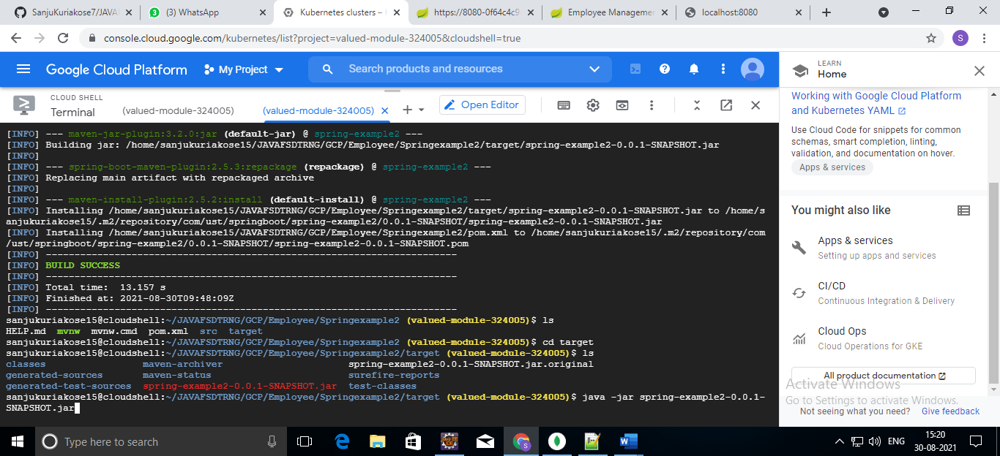 SanjuKuriakose7/JAVA
(3) WhatsApp
Kubernetes clusters –
https://8080-0f64c4c9
Employee Manageme
localhost:8080
console.cloud.google.com/kubernetes/list?project=valued-module-324005&cloudshell=true
S
Google Cloud Platform
My Project
Search products and resources
LEARN
Home
CLOUD SHELL
Terminal
(valued-module-324005)
(valued-module-324005)
Open Editor
[INFO] --- maven-jar-plugin:3.2.0:jar (default-jar) @ spring-example2 ---
[INFO] Building jar: /home/sanjukuriakose15/JAVAFSDTRNG/GCP/Employee/Springexample2/target/spring-example2-0.0.1-SNAPSHOT.jar
[INFO]
[INFO] --- spring-boot-maven-plugin:2.5.3:repackage (repackage) @ spring-example2 ---
[INFO] Replacing main artifact with repackaged archive
[INFO]
[INFO] --- maven-install-plugin:2.5.2:install (default-install) @ spring-example2 ---
[INFO] Installing /home/sanjukuriakose15/JAVAFSDTRNG/GCP/Employee/Springexample2/target/spring-example2-0.0.1-SNAPSHOT.jar to /home/s
anjukuriakose15/.m2/repository/com/ust/springboot/spring-example2/0.0.1-SNAPSHOT/spring-example2-0.0.1-SNAPSHOT.jar
[INFO] Installing /home/sanjukuriakose15/JAVAFSDTRNG/GCP/Employee/Springexample2/pom.xml to /home/sanjukuriakose15/.m2/repository/com
/ust/springboot/spring-example2/0.0.1-SNAPSHOT/spring-example2-0.0.1-SNAPSHOT.pom
[INFO] ------------------------------------------------------------------------
[INFO] BUILD SUCCESS
[INFO] ------------------------------------------------------------------------
[INFO] Total time:  13.157 s
[INFO] Finished at: 2021-08-30T09:48:09Z
[INFO] ------------------------------------------------------------------------
sanjukuriakose15@cloudshell:~/JAVAFSDTRNG/GCP/Employee/Springexample2 (valued-module-324005)$ ls
HELP.md  mvnw  mvnw.cmd  pom.xml  src  target
sanjukuriakose15@cloudshell:~/JAVAFSDTRNG/GCP/Employee/Springexample2 (valued-module-324005)$ cd target
sanjukuriakose15@cloudshell:~/JAVAFSDTRNG/GCP/Employee/Springexample2/target (valued-module-324005)$ ls
classes                 maven-archiver                      spring-example2-0.0.1-SNAPSHOT.jar.original
generated-sources       maven-status                        surefire-reports
generated-test-sources  spring-example2-0.0.1-SNAPSHOT.jar  test-classes
sanjukuriakose15@cloudshell:~/JAVAFSDTRNG/GCP/Employee/Springexample2/target (valued-module-324005)$ java -jar spring-example2-0.0.1-
SNAPSHOT.jar
Working with Google Cloud Platform
and Kubernetes YAML
Use Cloud Code for snippets for common
schemas, smart completion, linting,
validation, and documentation on hover.
Apps & services
You might also like
Apps & services
Setting up apps and services
CI/CD
Continuous Integration & Delivery
Cloud Ops
Cloud Operations for GKE
All product documentation
Activate Windows
Go to Settings to activate Windows.
Not seeing what you need?
Give feedback
Type here to search
ENG
15:20
30-08-2021